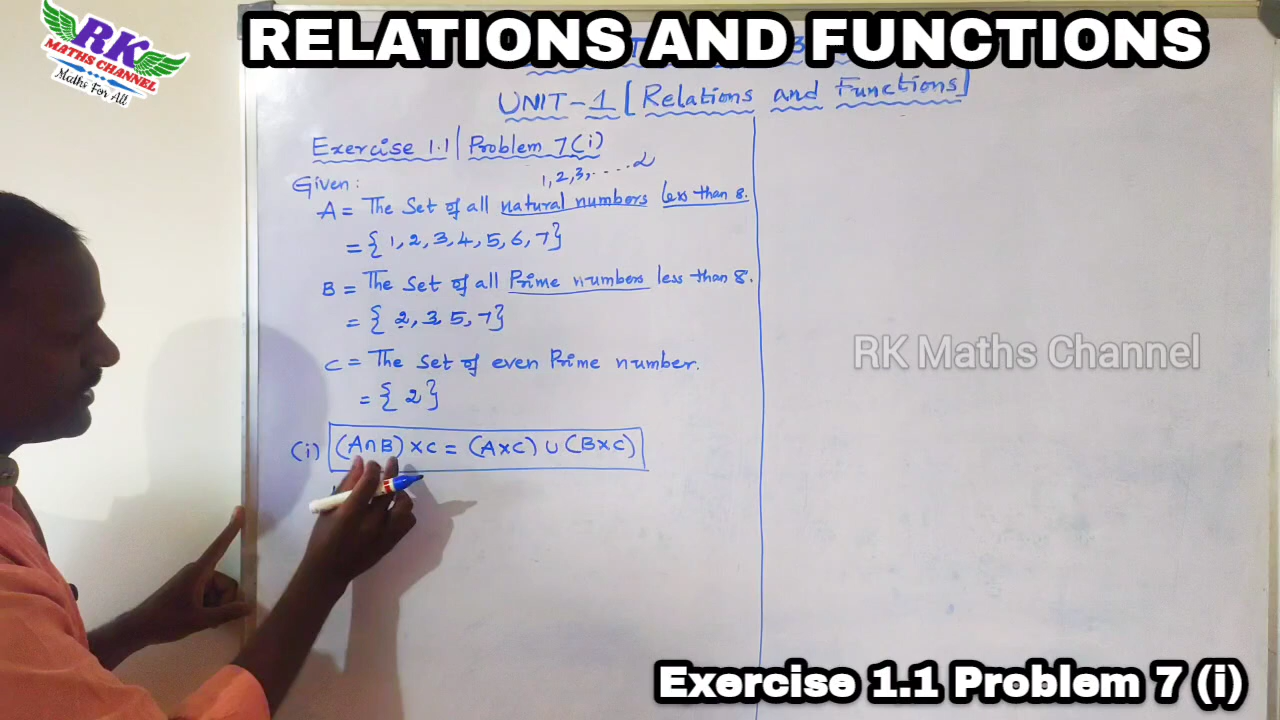 RK
MATHS CHANNEL
Maths For All
RELATIONS AND FUNCTIONS
UNIT-1 [Relations and Functions]
Exercise 1.1 | Problem 7(i)
1,2,3,.....∞
Given:
A = The Set of all natural numbers less than 8.
= {1, 2, 3, 4, 5, 6, 7}
B = The Set of all Prime numbers less than 8.
= { 2, 3 5, 7}
C = The set of even Prime number.
= { 2 }
(i) (A∩B) × C = (A×C) ∪ (B×C)
RK Maths Channel
Exercise 1.1 Problem 7 (i)